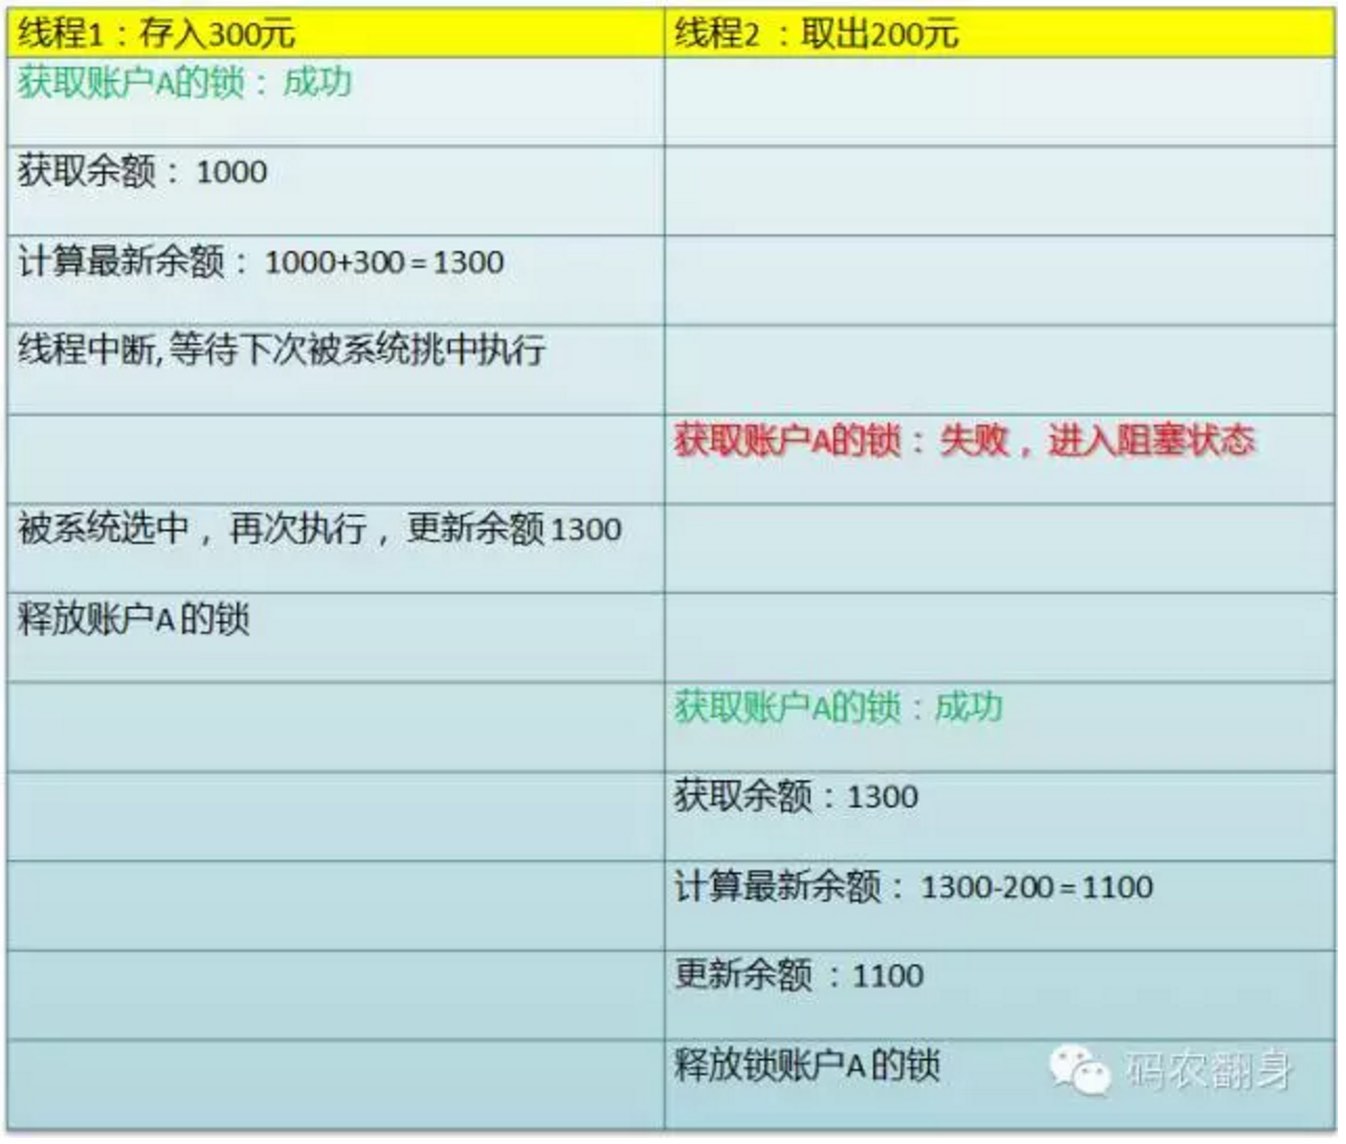 线程1：存入300元
线程2 ：取出200元
获取账户A的锁： 成功
获取余额： 1000
计算最新余额： 1000+300 = 1300
线程中断, 等待下次被系统挑中执行
获取账户A的锁： 失败 ， 进入阻塞状态
被系统选中 ， 再次执行 ， 更新余额 1300
释放账户A 的锁
获取账户A的锁：成功
获取余额：1300
计算最新余额： 1300-200 = 1100
更新余额 ：1100
释放锁账户A 的锁
码农翻身